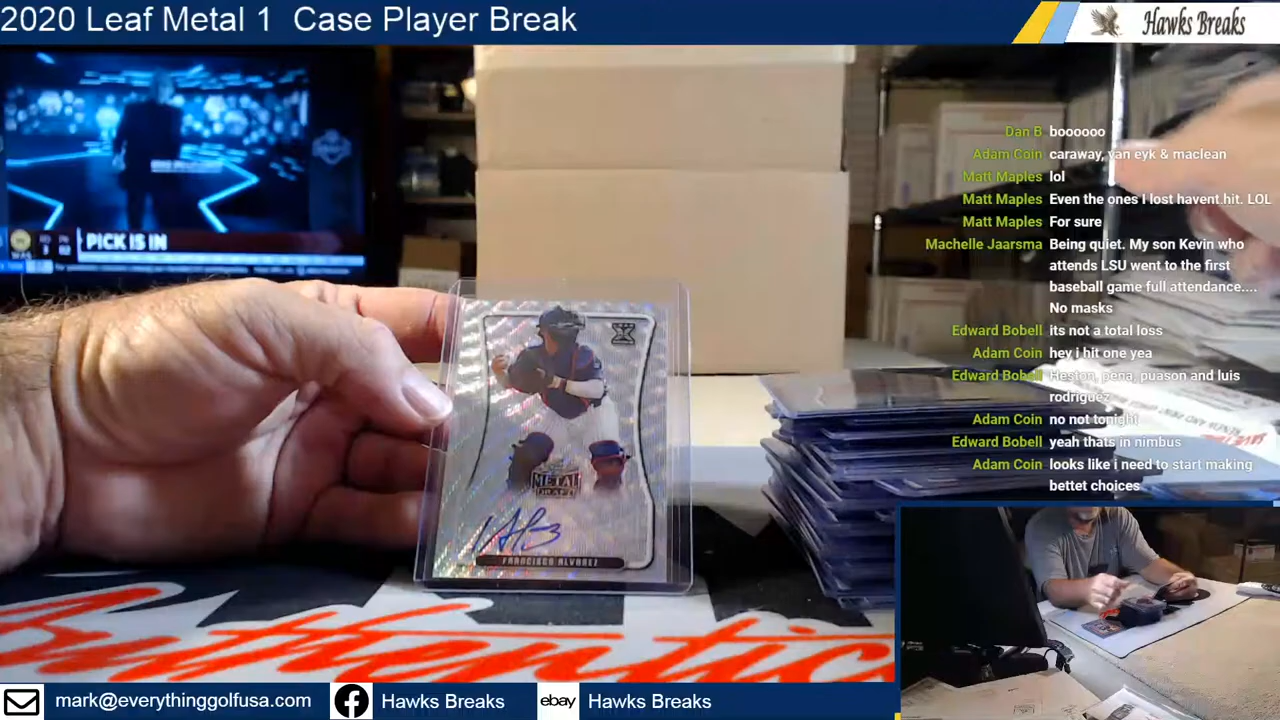 2020 Leaf Metal 1 Case Player Break
Hawks Breaks
PICK IS IN
Dan B boooooo
Adam Coin caraway, van eyk & maclean
Matt Maples lol
Matt Maples Even the ones I lost havent hit. LOL
Matt Maples For sure
Machelle Jaarsma Being quiet. My son Kevin who
attends LSU went to the first
baseball game full attendance....
No masks
Edward Bobell its not a total loss
Adam Coin hey i hit one yea
Edward Bobell Heston, pena, puason and luis
rodriguez
Adam Coin no not tonight
Edward Bobell yeah thats in nimbus
Adam Coin looks like i need to start making
bettet choices
METAL
DRAFT
FRANCISCO ALVAREZ
Authentic
mark@everythinggolfusa.com
Hawks Breaks
ebay
Hawks Breaks